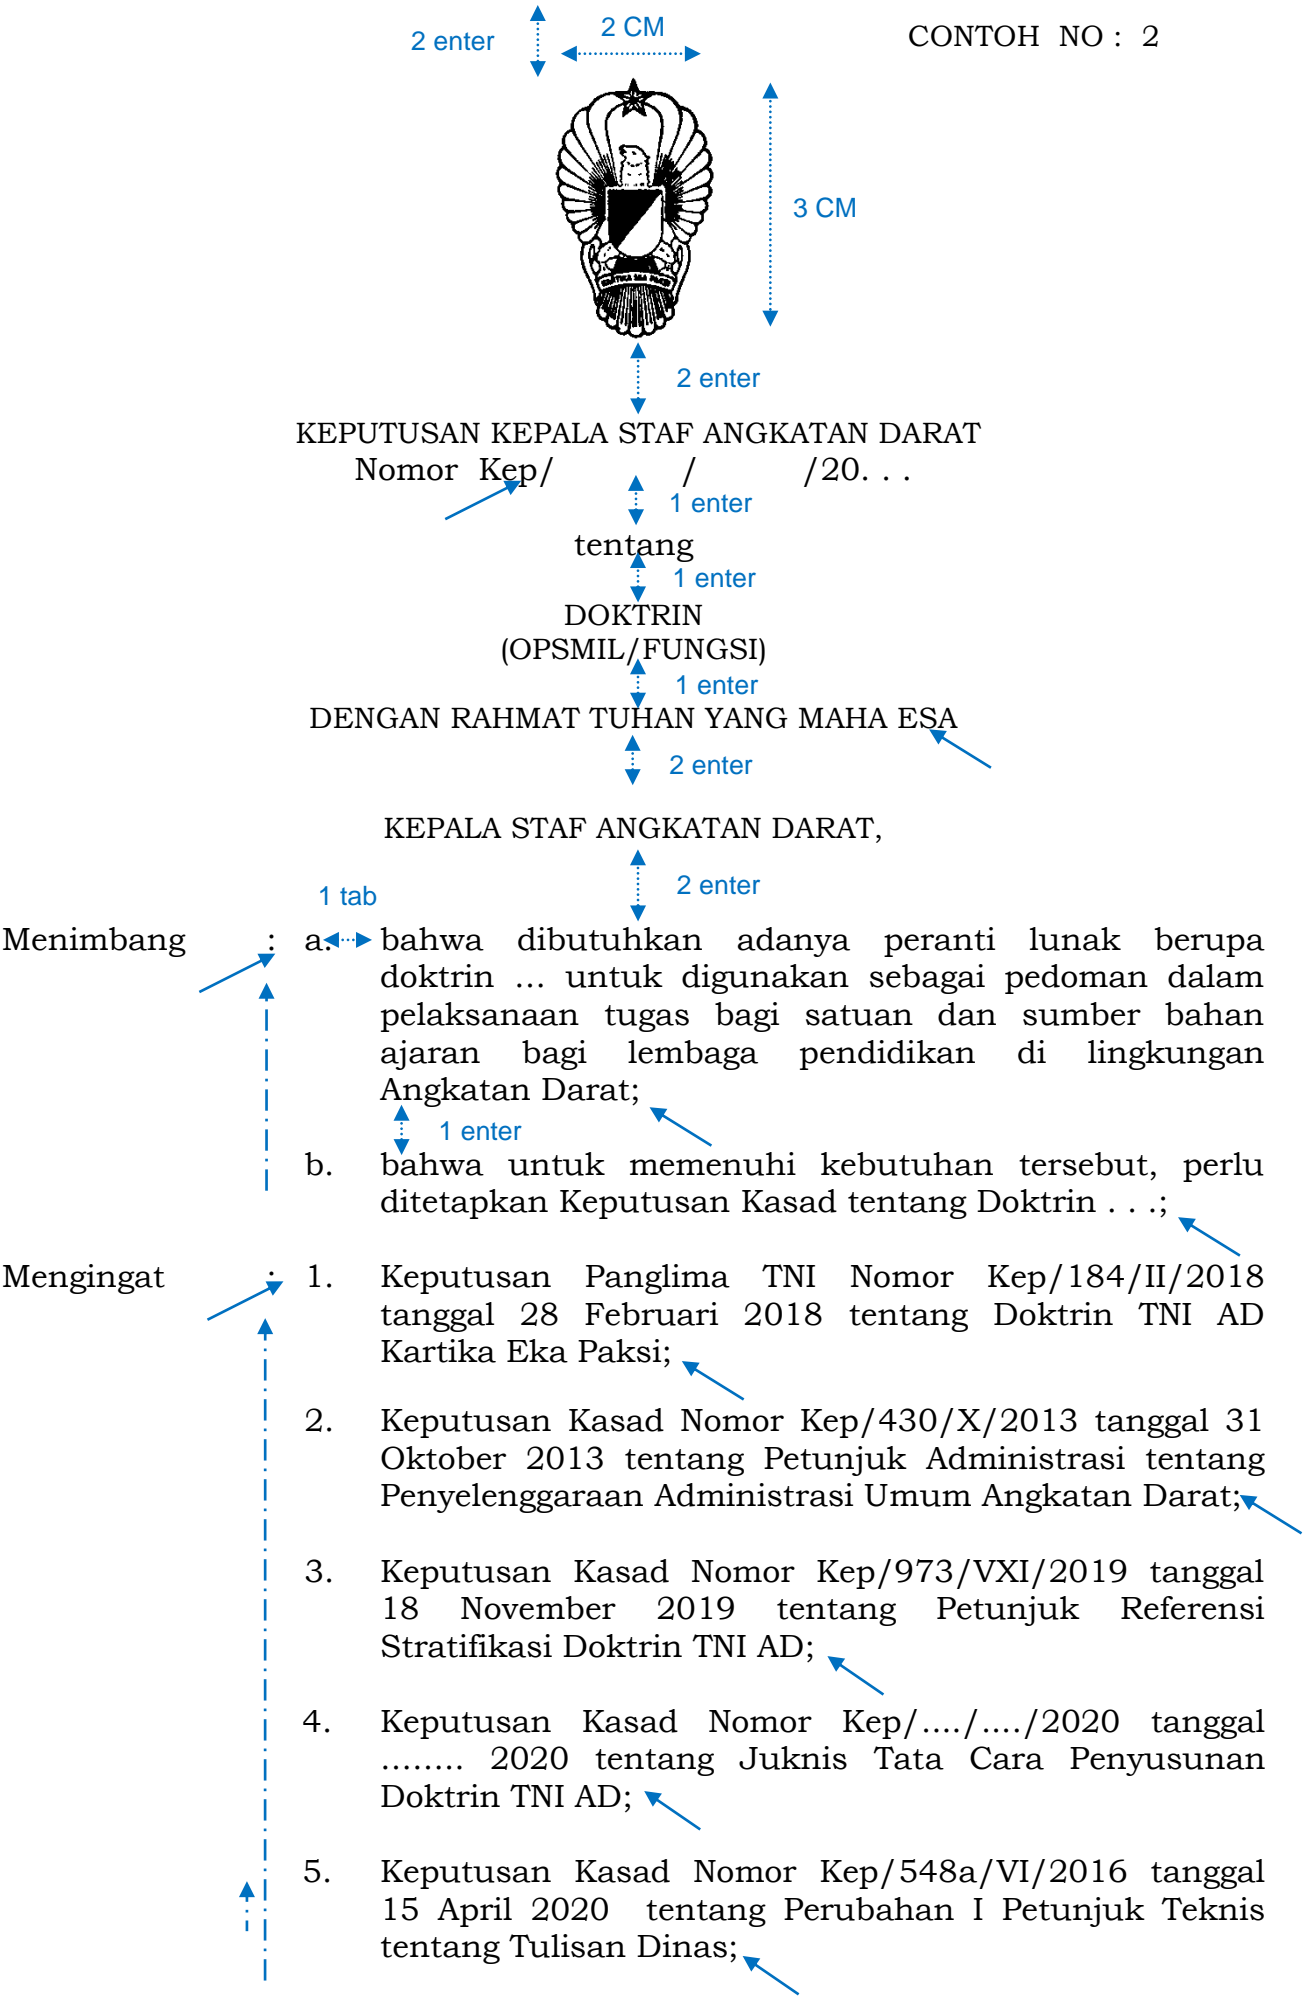 2 enter
2 CM
CONTOH NO : 2
3 CM
KARTIKA EKA PAKSI
2 enter
KEPUTUSAN KEPALA STAF ANGKATAN DARAT
Nomor Kep/ / /20. . .
1 enter
tentang
1 enter
DOKTRIN
(OPSMIL/FUNGSI)
1 enter
DENGAN RAHMAT TUHAN YANG MAHA ESA
2 enter
KEPALA STAF ANGKATAN DARAT,
2 enter
1 tab
Menimbang : a. bahwa dibutuhkan adanya peranti lunak berupa
doktrin ... untuk digunakan sebagai pedoman dalam
pelaksanaan tugas bagi satuan dan sumber bahan
ajaran bagi lembaga pendidikan di lingkungan
Angkatan Darat;
1 enter
b. bahwa untuk memenuhi kebutuhan tersebut, perlu
ditetapkan Keputusan Kasad tentang Doktrin . . .;
Mengingat : 1. Keputusan Panglima TNI Nomor Kep/184/II/2018
tanggal 28 Februari 2018 tentang Doktrin TNI AD
Kartika Eka Paksi;
2. Keputusan Kasad Nomor Kep/430/X/2013 tanggal 31
Oktober 2013 tentang Petunjuk Administrasi tentang
Penyelenggaraan Administrasi Umum Angkatan Darat;
3. Keputusan Kasad Nomor Kep/973/VXI/2019 tanggal
18 November 2019 tentang Petunjuk Referensi
Stratifikasi Doktrin TNI AD;
4. Keputusan Kasad Nomor Kep/..../..../2020 tanggal
........ 2020 tentang Juknis Tata Cara Penyusunan
Doktrin TNI AD;
5. Keputusan Kasad Nomor Kep/548a/VI/2016 tanggal
15 April 2020 tentang Perubahan I Petunjuk Teknis
tentang Tulisan Dinas;